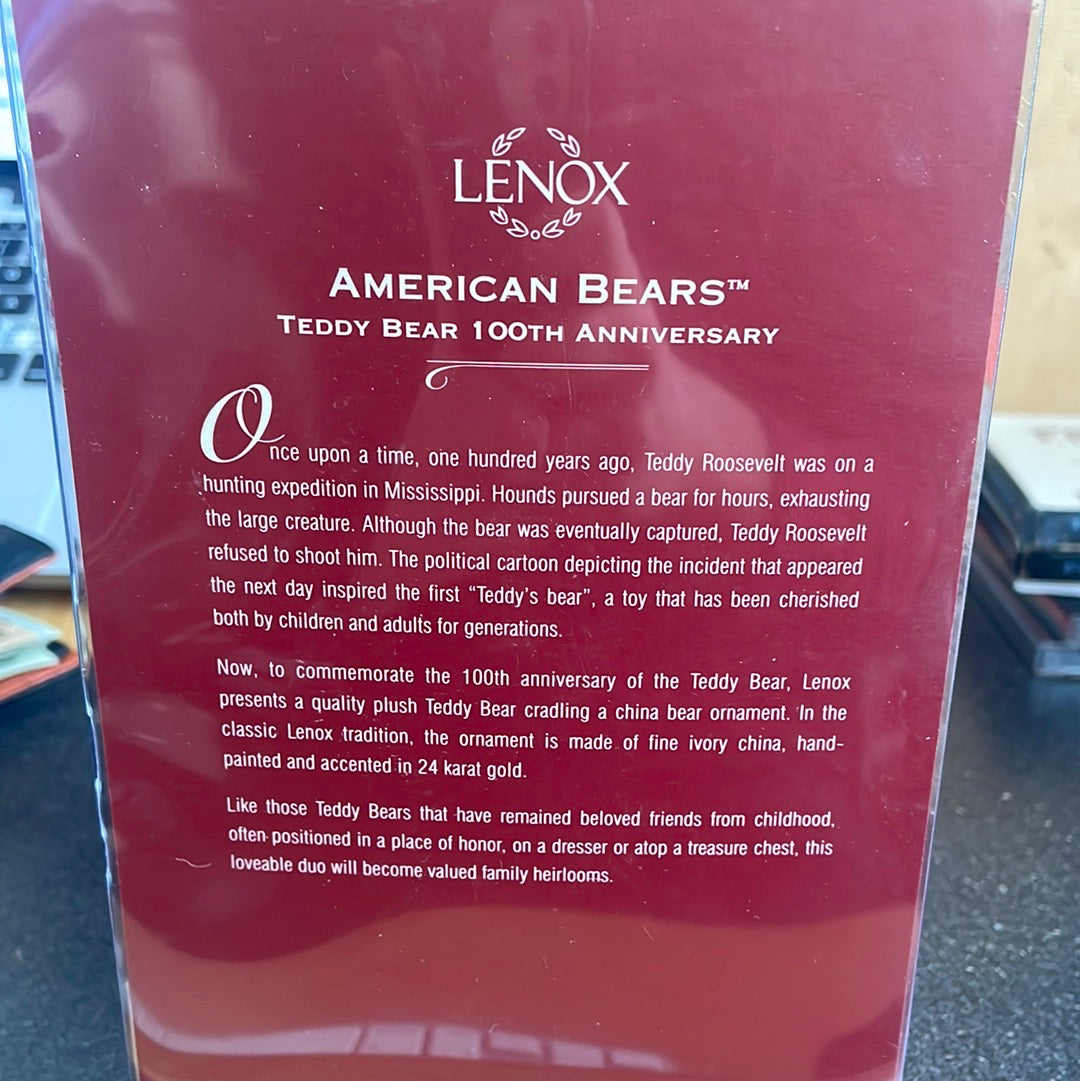 LENOX
AMERICAN BEARS™
TEDDY BEAR 100TH ANNIVERSARY
Once upon a time, one hundred years ago, Teddy Roosevelt was on a
hunting expedition in Mississippi. Hounds pursued a bear for hours, exhausting
the large creature. Although the bear was eventually captured, Teddy Roosevelt
refused to shoot him. The political cartoon depicting the incident that appeared
the next day inspired the first “Teddy’s bear”, a toy that has been cherished
both by children and adults for generations.
Now, to commemorate the 100th anniversary of the Teddy Bear, Lenox
presents a quality plush Teddy Bear cradling a china bear ornament. In the
classic Lenox tradition, the ornament is made of fine ivory china, hand-
painted and accented in 24 karat gold.
Like those Teddy Bears that have remained beloved friends from childhood,
often positioned in a place of honor, on a dresser or atop a treasure chest, this
loveable duo will become valued family heirlooms.